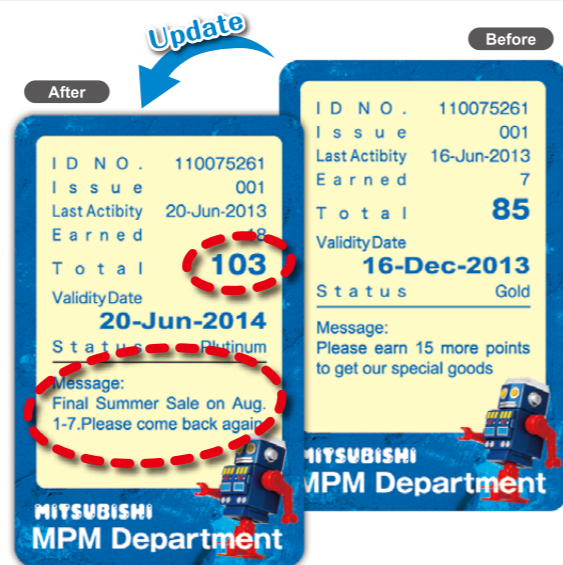 Update
Before
After
ID NO. 110075261
Issue 001
Last Actibity 20-Jun-2013
Earned 18
Total 103
Validity Date
20-Jun-2014
Status Plutinum
Message:
Final Summer Sale on Aug.
1-7.Please come back again
MITSUBISHI
MPM Department
ID NO. 110075261
Issue 001
Last Actibity 16-Jun-2013
Earned 7
Total 85
Validity Date
16-Dec-2013
Status Gold
Message:
Please earn 15 more points
to get our special goods
MITSUBISHI
MPM Department